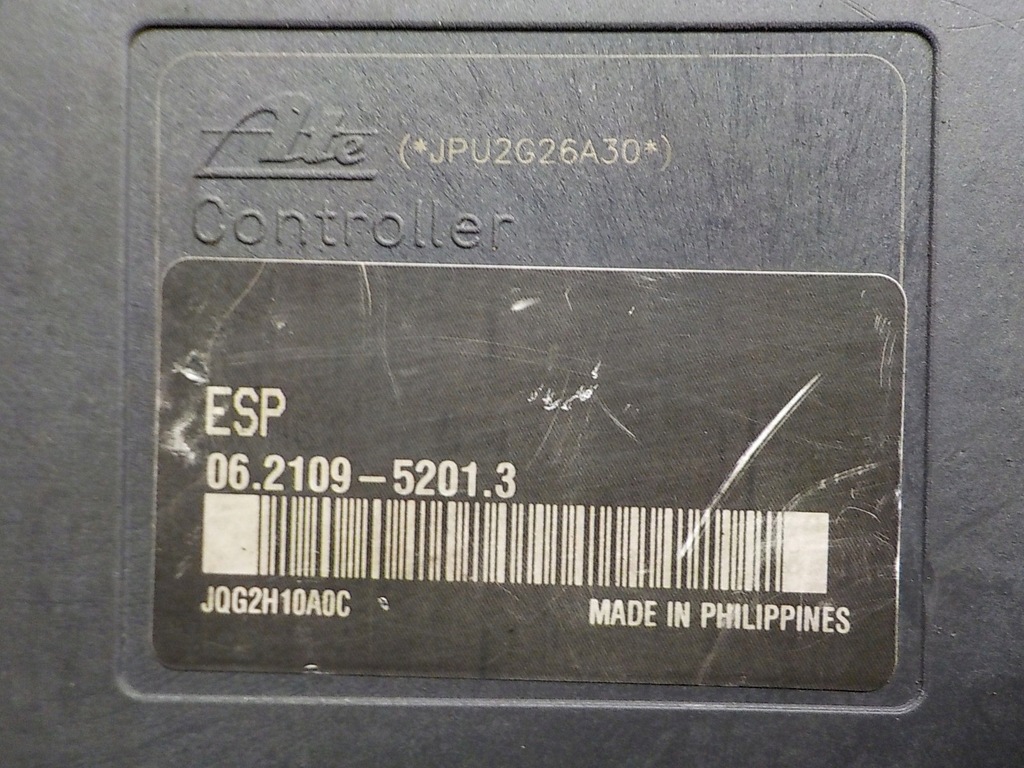 Ate (*JPU2G26A30*)
Controller
ESP
06.2109-5201.3
JQG2H10A0C
MADE IN PHILIPPINES